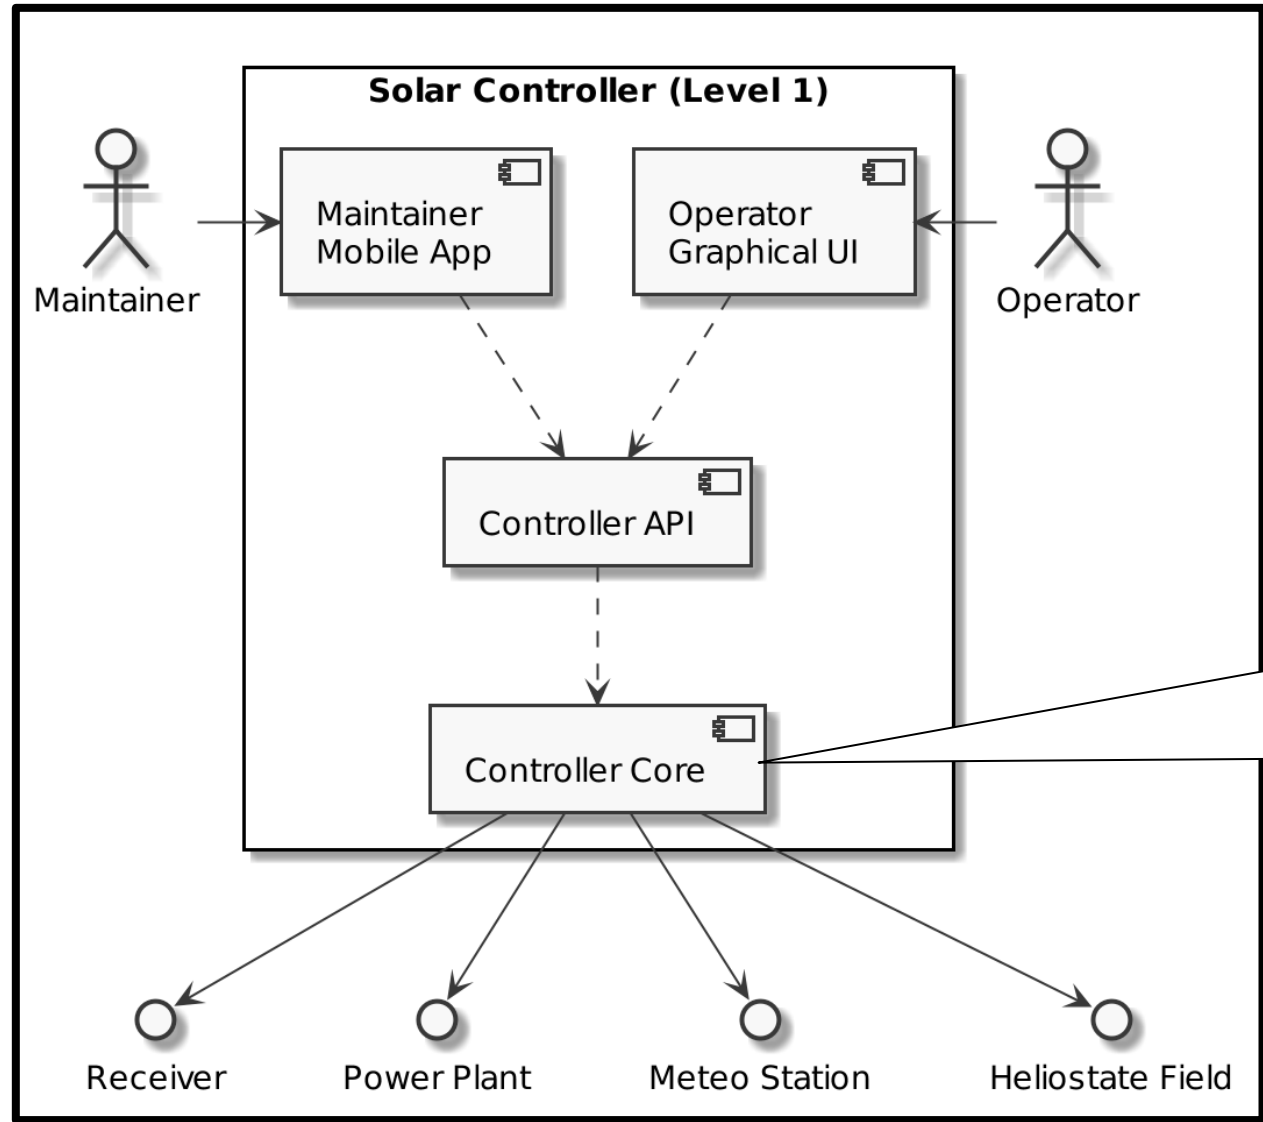 Solar Controller (Level 1)
Maintainer
Mobile App
Operator
Graphical UI
Maintainer
Operator
Controller API
Controller Core
Receiver
Power Plant
Meteo Station
Heliostate Field